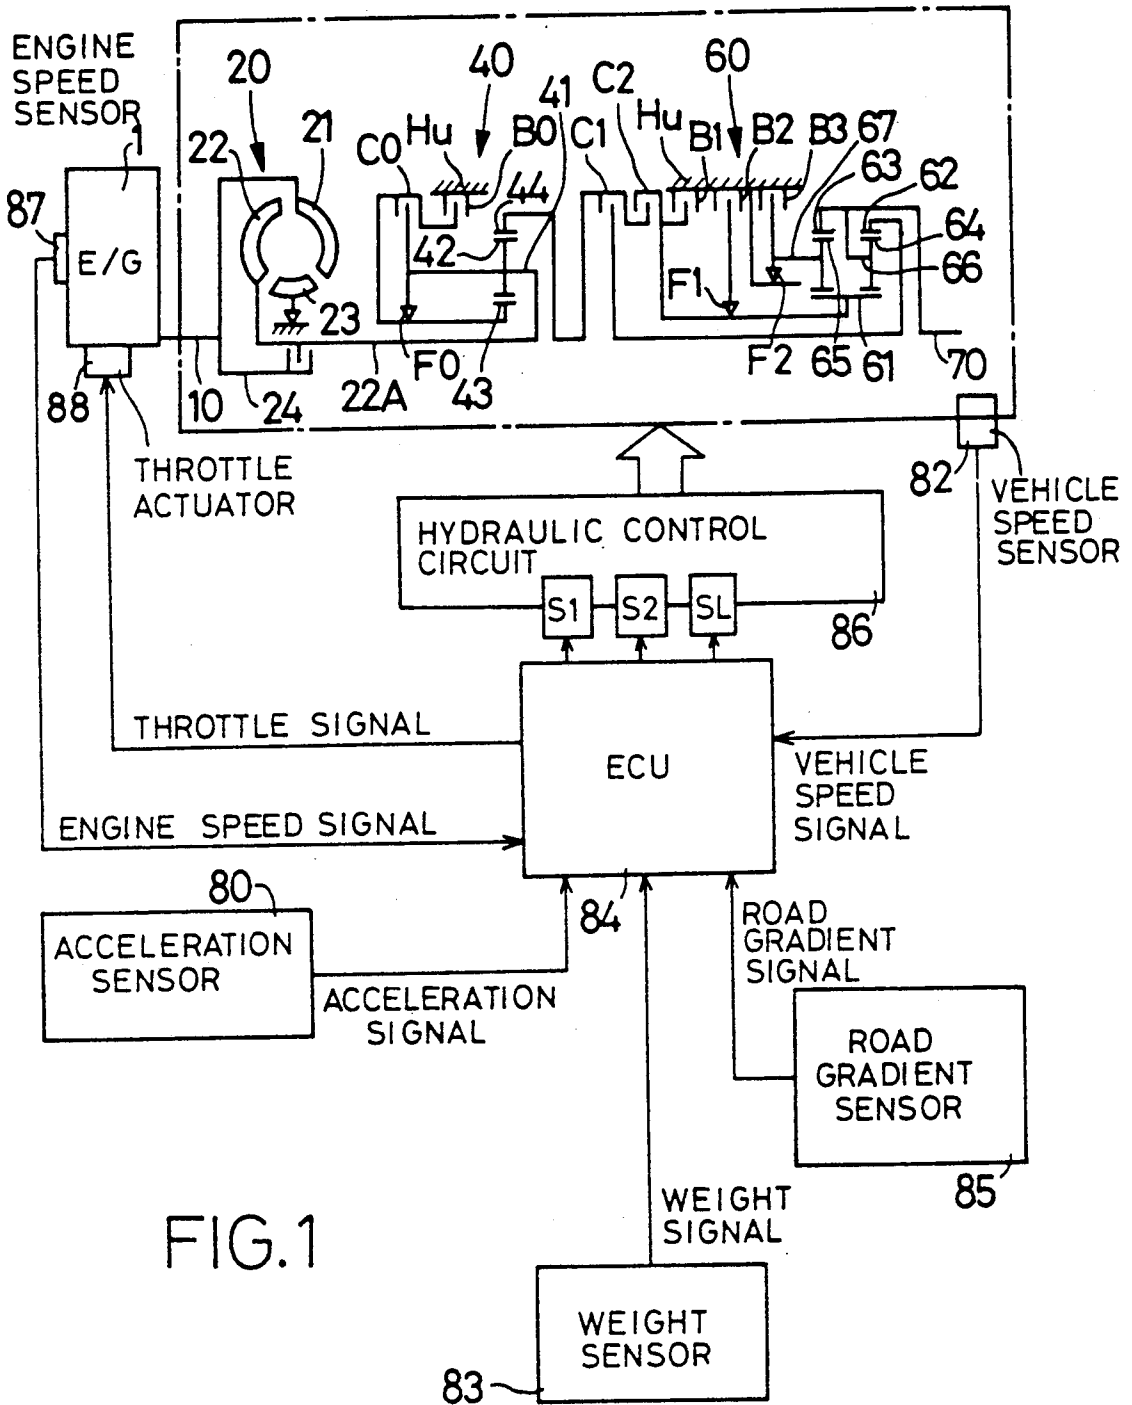 ENGINE
SPEED
SENSOR
1
20
22
21
40
Hu
B0
C0
44
41
42
60
C2
C1
Hu
B1
B2
B3
67
63
62
64
66
87
E/G
23
F0
43
F1
F2
65
61
70
88
10
24
22A
THROTTLE
ACTUATOR
82
VEHICLE
SPEED
SENSOR
HYDRAULIC CONTROL
CIRCUIT
S1
S2
SL
86
THROTTLE SIGNAL
ECU
VEHICLE
SPEED
SIGNAL
ENGINE SPEED SIGNAL
80
84
ACCELERATION
SENSOR
ACCELERATION
SIGNAL
ROAD
GRADIENT
SIGNAL
ROAD
GRADIENT
SENSOR
85
WEIGHT
SIGNAL
FIG.1
WEIGHT
SENSOR
83